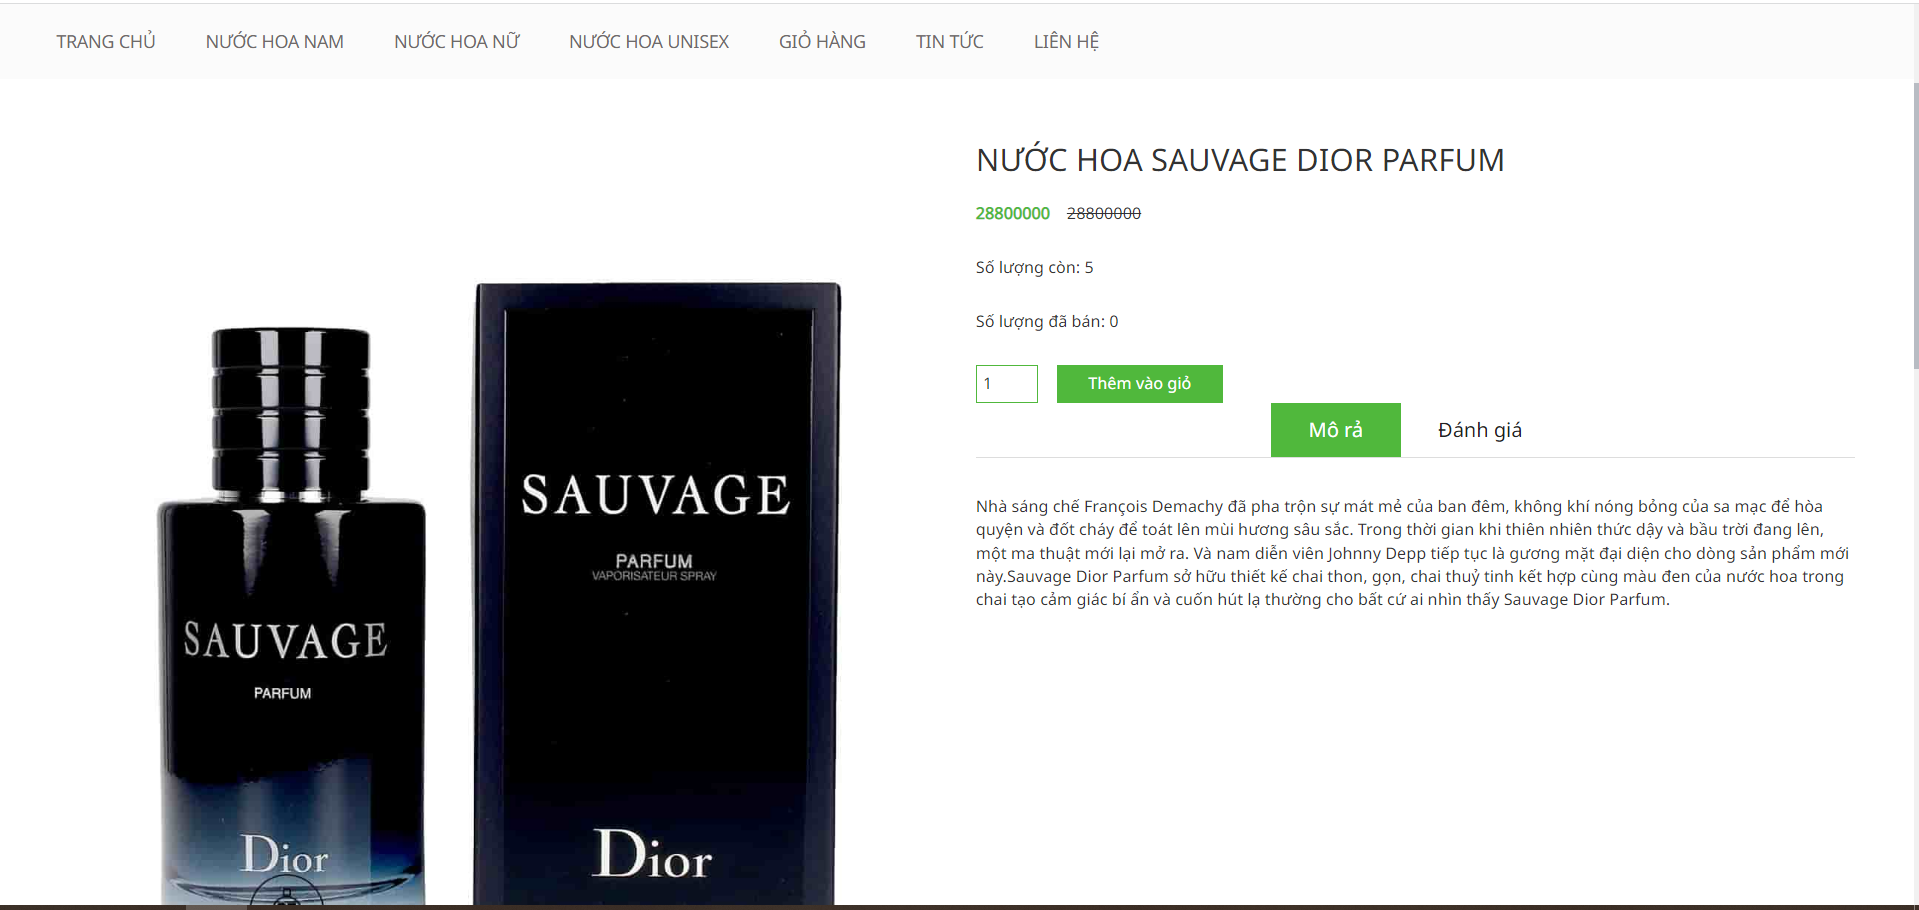 TRANG CHỦ NƯỚC HOA NAM NƯỚC HOA NỮ NƯỚC HOA UNISEX GIỎ HÀNG TIN TỨC LIÊN HỆ
NƯỚC HOA SAUVAGE DIOR PARFUM
28800000 28800000
Số lượng còn: 5
Số lượng đã bán: 0
1 Thêm vào giỏ
Mô rả Đánh giá
Nhà sáng chế François Demachy đã pha trộn sự mát mẻ của ban đêm, không khí nóng bỏng của sa mạc để hòa
quyện và đốt cháy để toát lên mùi hương sâu sắc. Trong thời gian khi thiên nhiên thức dậy và bầu trời đang lên,
một ma thuật mới lại mở ra. Và nam diễn viên Johnny Depp tiếp tục là gương mặt đại diện cho dòng sản phẩm mới
này.Sauvage Dior Parfum sở hữu thiết kế chai thon, gọn, chai thuỷ tinh kết hợp cùng màu đen của nước hoa trong
chai tạo cảm giác bí ẩn và cuốn hút lạ thường cho bất cứ ai nhìn thấy Sauvage Dior Parfum.
SAUVAGE
PARFUM
Dior
SAUVAGE
PARFUM
VAPORISATEUR SPRAY
Dior